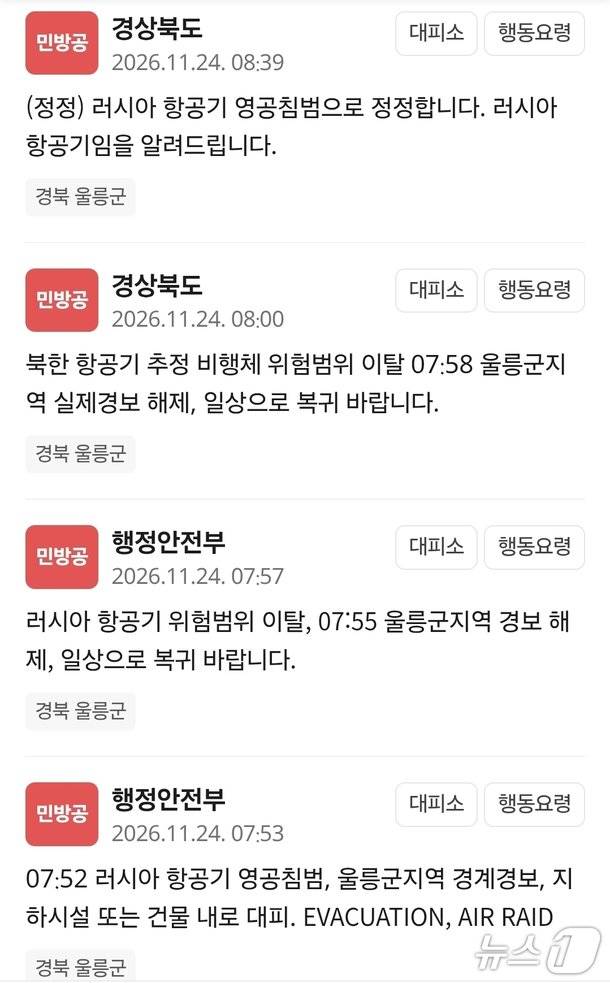 민방공
경상북도
대피소
행동요령
2026.11.24. 08:39
(정정) 러시아 항공기 영공침범으로 정정합니다. 러시아
항공기임을 알려드립니다.
경북 울릉군
민방공
경상북도
대피소
행동요령
2026.11.24. 08:00
북한 항공기 추정 비행체 위험범위 이탈 07:58 울릉군지
역 실제경보 해제, 일상으로 복귀 바랍니다.
경북 울릉군
민방공
행정안전부
대피소
행동요령
2026.11.24. 07:57
러시아 항공기 위험범위 이탈, 07:55 울릉군지역 경보 해
제, 일상으로 복귀 바랍니다.
경북 울릉군
민방공
행정안전부
대피소
행동요령
2026.11.24. 07:53
07:52 러시아 항공기 영공침범, 울릉군지역 경계경보, 지
하시설 또는 건물 내로 대피. EVACUATION, AIR RAID
경북 울릉군
뉴스1